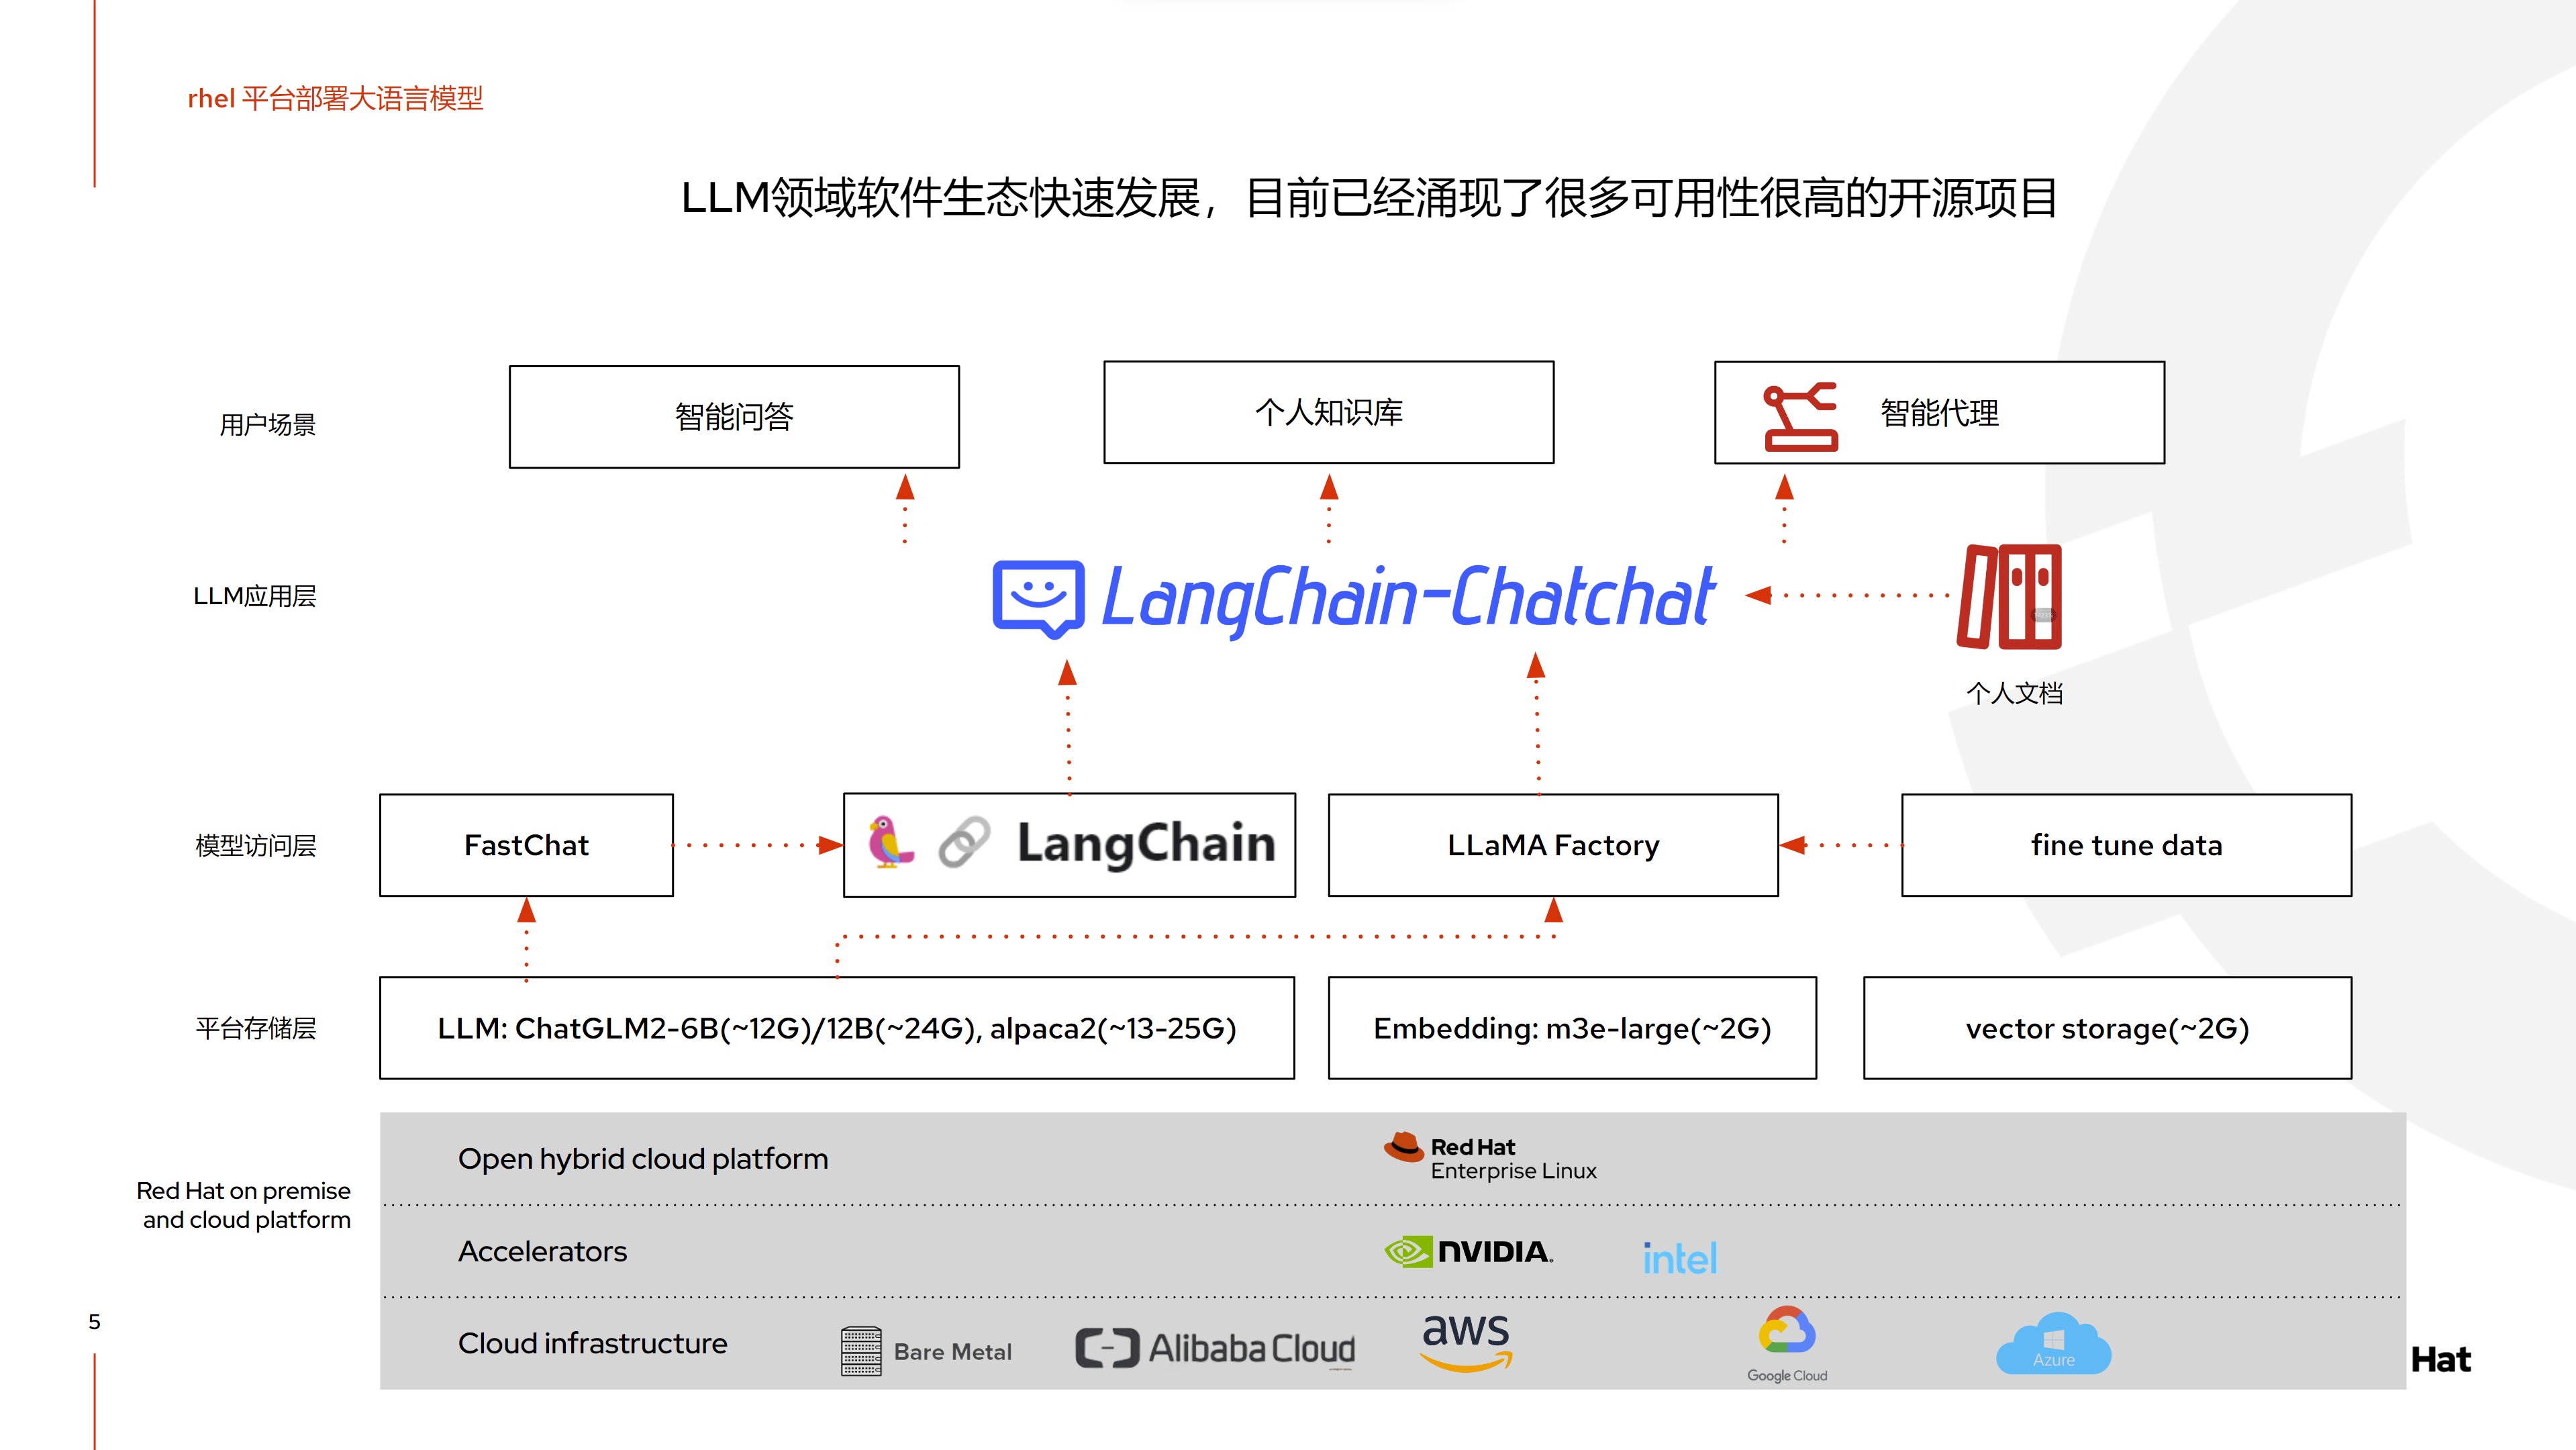 rhel 平台部署大语言模型
LLM领域软件生态快速发展，目前已经涌现了很多可用性很高的开源项目
用户场景
智能问答
个人知识库
智能代理
LLM应用层
LangChain-Chatchat
个人文档
模型访问层
FastChat
LangChain
LLaMA Factory
fine tune data
平台存储层
LLM: ChatGLM2-6B(~12G)/12B(~24G), alpaca2(~13-25G)
Embedding: m3e-large(~2G)
vector storage(~2G)
Red Hat on premise
and cloud platform
Open hybrid cloud platform
Red Hat
Enterprise Linux
Accelerators
NVIDIA.
intel
Cloud infrastructure
Bare Metal
Alibaba Cloud
aws
Google Cloud
Azure
5
Hat